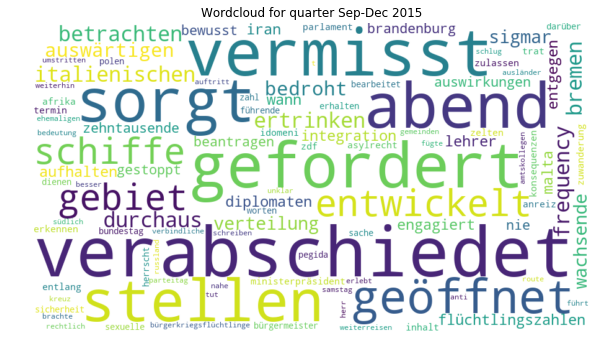 Wordcloud for quarter Sep-Dec 2015
betrachten bewusst iran parlament brandenburg sigmar darüber
umstritten polen schlug trat zulassen ausländer
auswärtigen vermisst entgegen bremen
italienischen bedroht auswirkungen
weiterhin auftritt bearbeitet
sorgt abend
afrika zahl führende wann erhalten
termin zehntausende ertrinken malta
ehemaligen idomeni integration gemeinden zeiten
bedeutung beantragen zdf asylrecht fügte lehrer frequency konsequenzen zuwanderung
schiffe gestoppt gefordert amtskollegen
aufhalten
dienen besser unklar
gebiet diplomaten entwickelt anreiz wachsende
südlich durchaus worten
erkennen bundestag verbindliche verteilung engagiert nie
schreiben sache
verabschiedet
herrscht russland pegida
entlang parteitag nahe ministerpräsident erlebt route
sicherheit tut samstag
kreuz stellen herr anti geöffnet führt
brachte bürgerkriegsflüchtlinge weiterreisen flüchtlingszahlen
rechtlich sexuelle bürgermeister inhalt